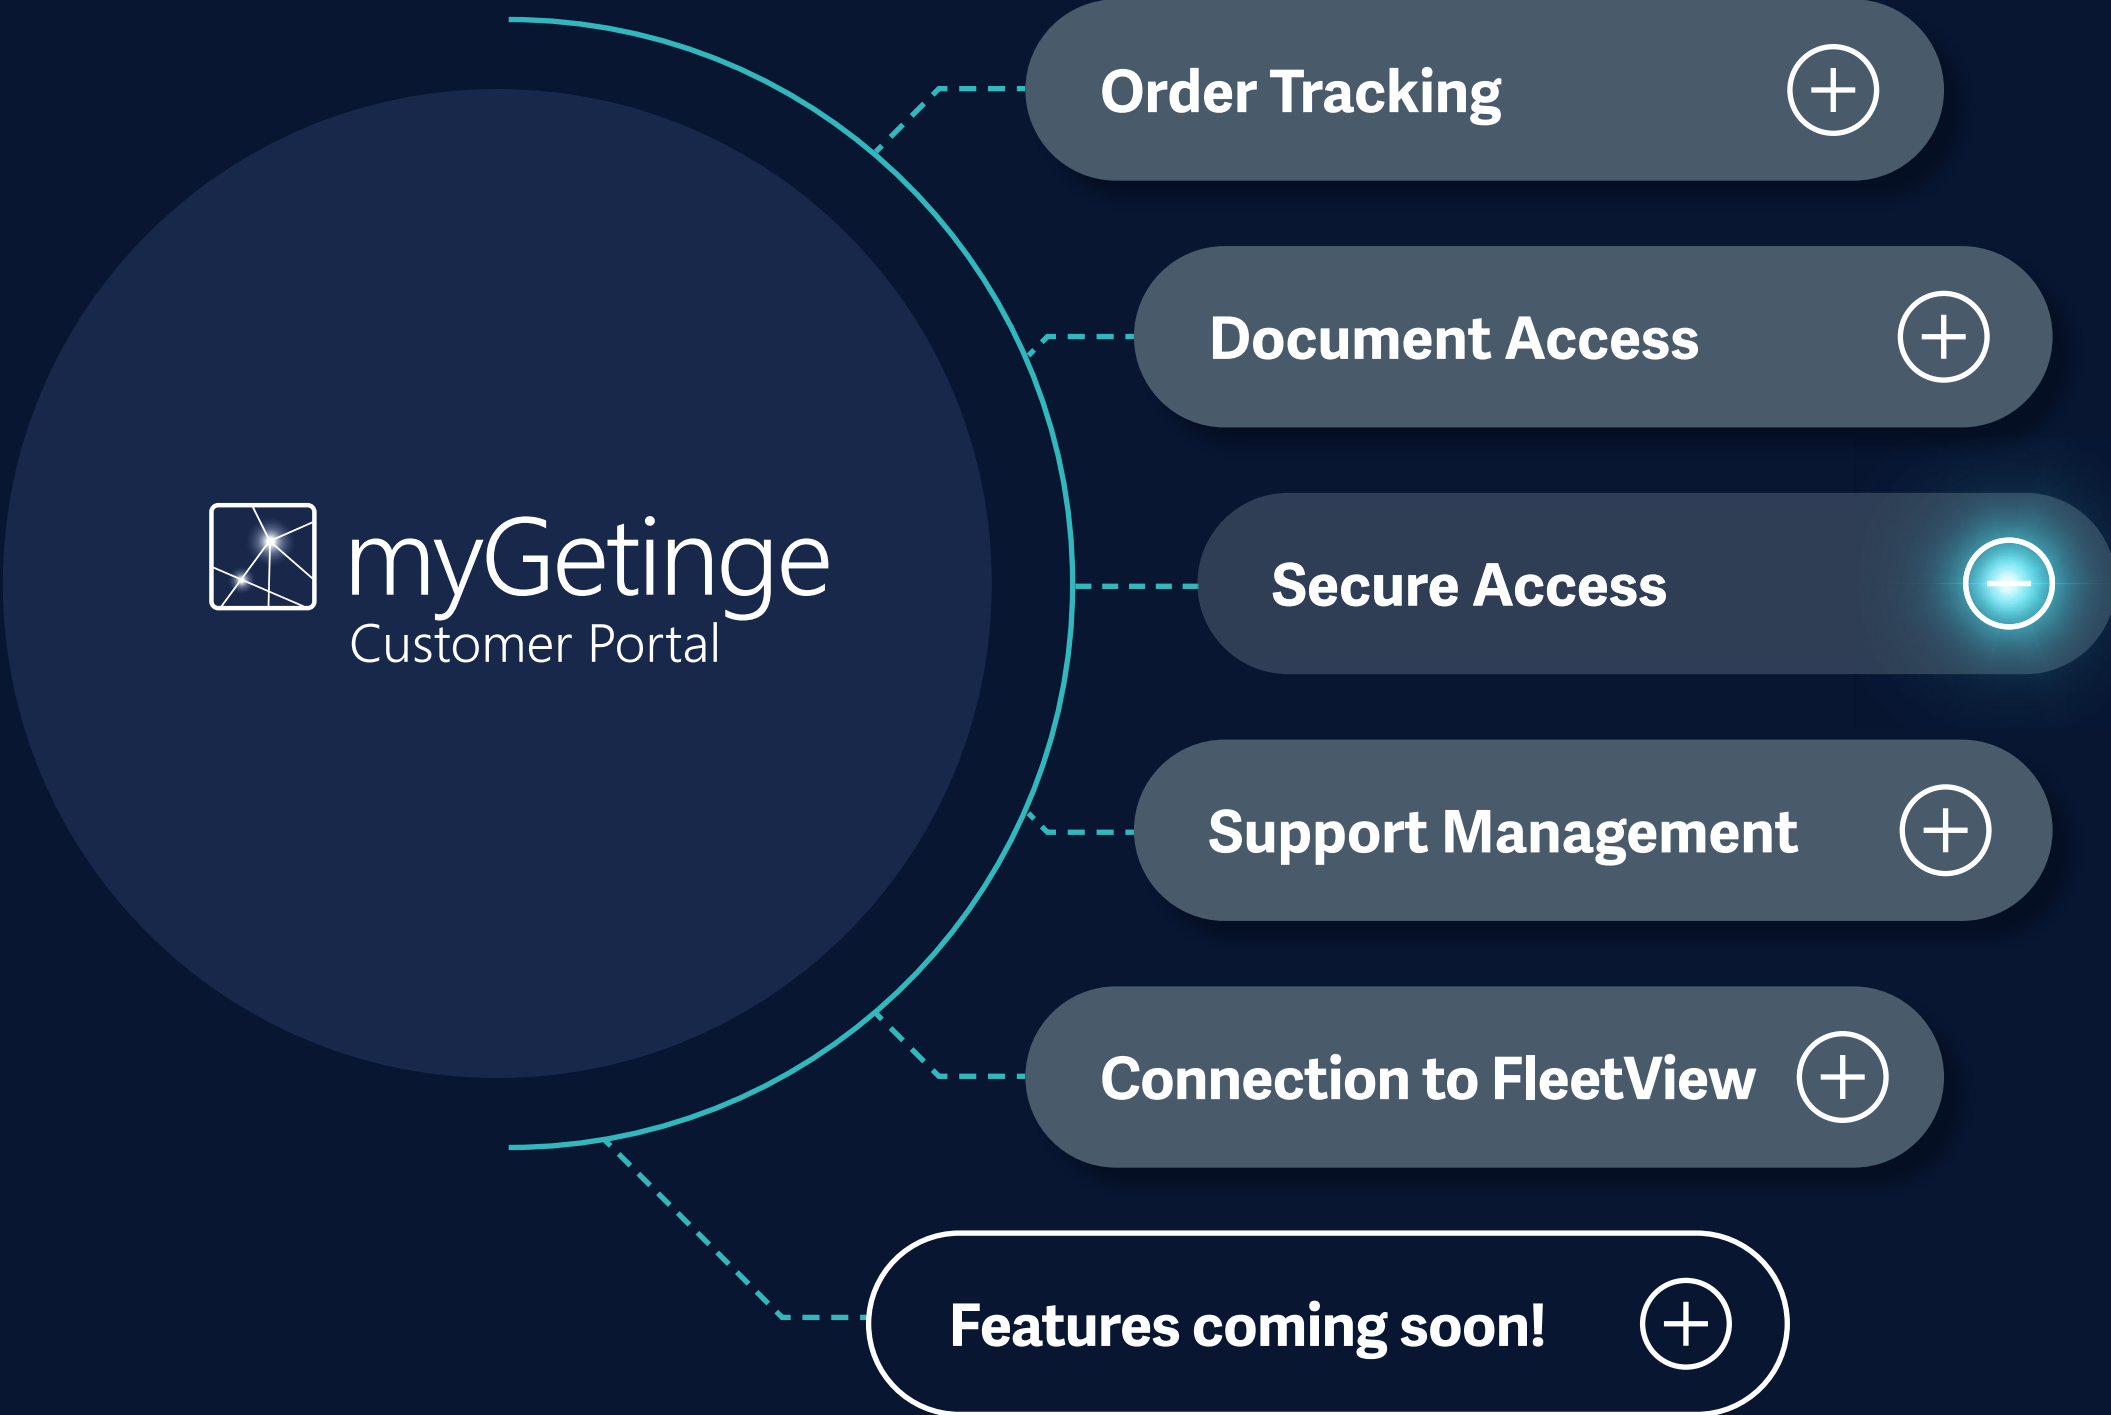 myGetinge
Customer Portal
Order Tracking
Document Access
Secure Access
Support Management
Connection to FleetView
Features coming soon!